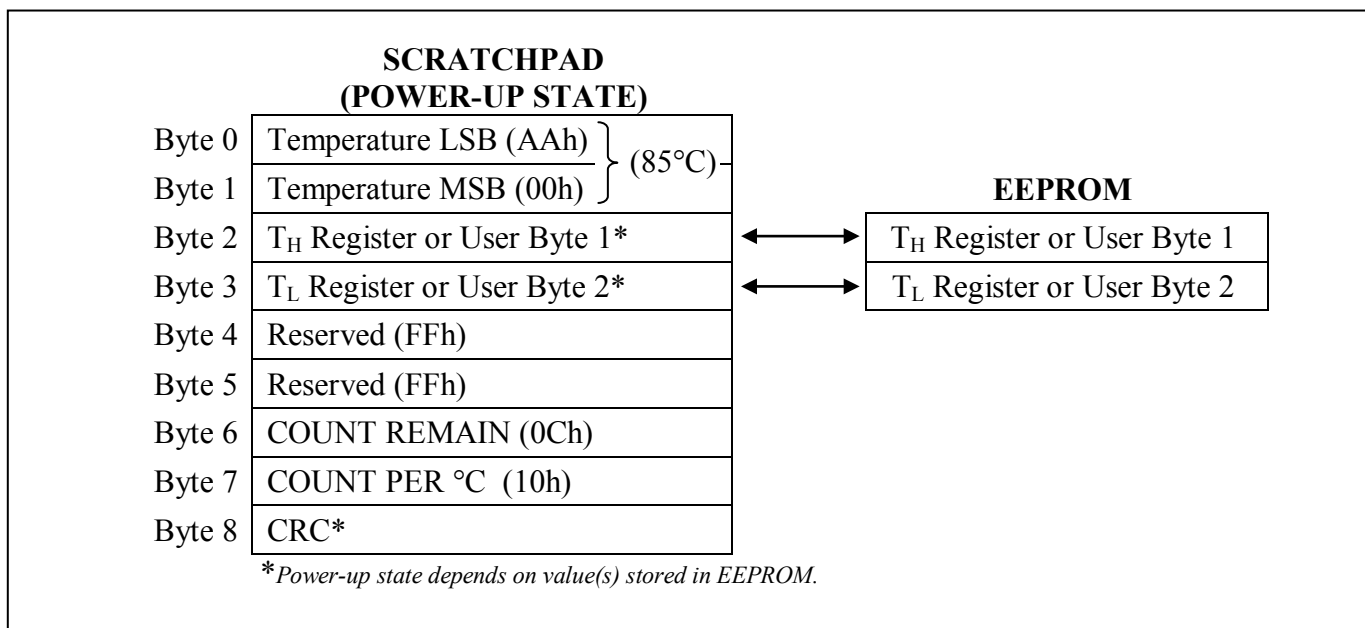 SCRATCHPAD
(POWER-UP STATE)
Byte 0 Temperature LSB (AAh)
(85°C)
Byte 1 Temperature MSB (00h)
EEPROM
Byte 2 TH Register or User Byte 1* TH Register or User Byte 1
Byte 3 TL Register or User Byte 2* TL Register or User Byte 2
Byte 4 Reserved (FFh)
Byte 5 Reserved (FFh)
Byte 6 COUNT REMAIN (0Ch)
Byte 7 COUNT PER °C (10h)
Byte 8 CRC*
*Power-up state depends on value(s) stored in EEPROM.